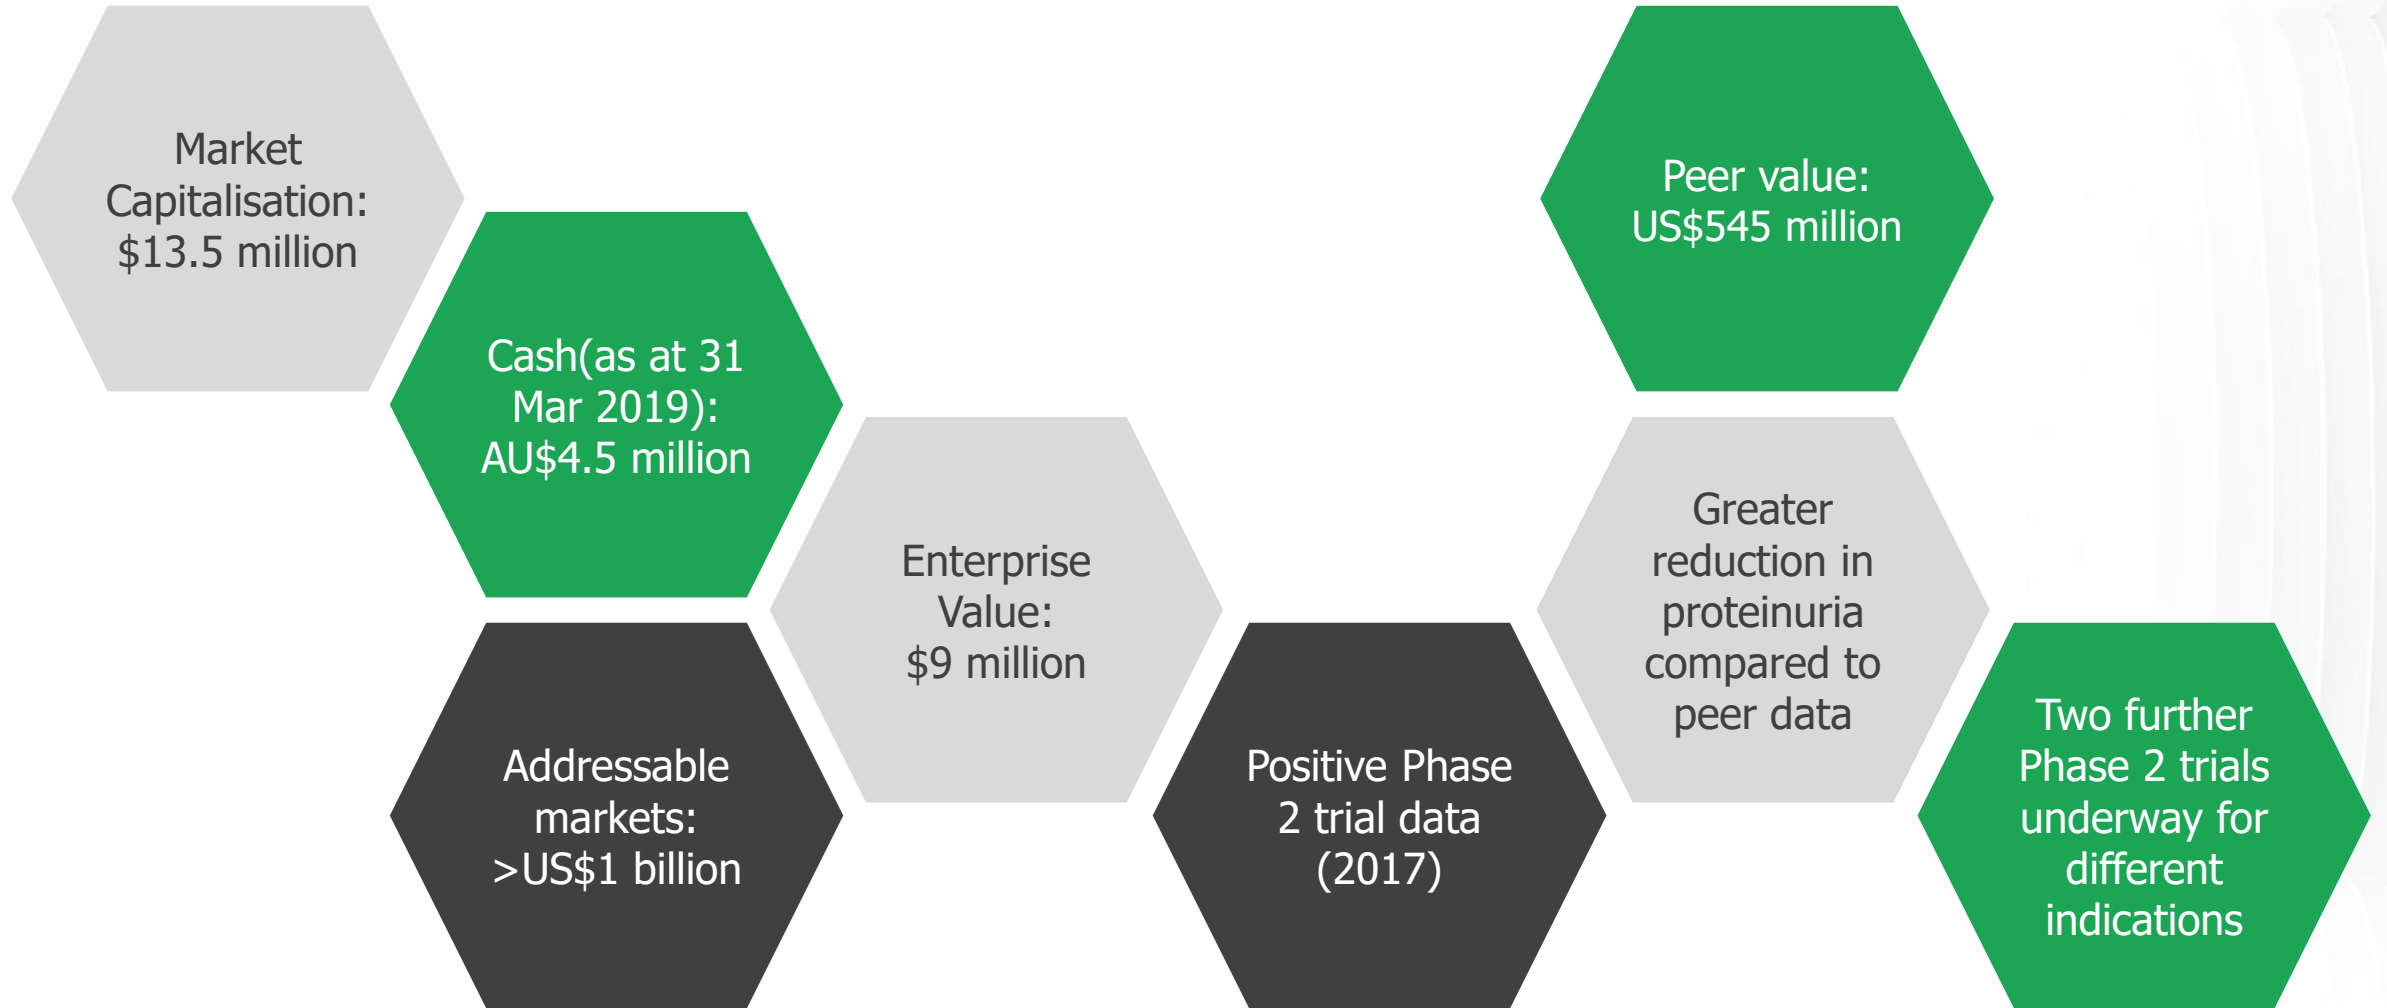 Market
Capitalisation:
$13.5 million
Cash(as at 31
Mar 2019):
AU$4.5 million
Addressable
markets:
>US$1 billion
Enterprise
Value:
$9 million
Positive Phase
2 trial data
(2017)
Peer value:
US$545 million
Greater
reduction in
proteinuria
compared to
peer data
Two further
Phase 2 trials
underway for
different
indications